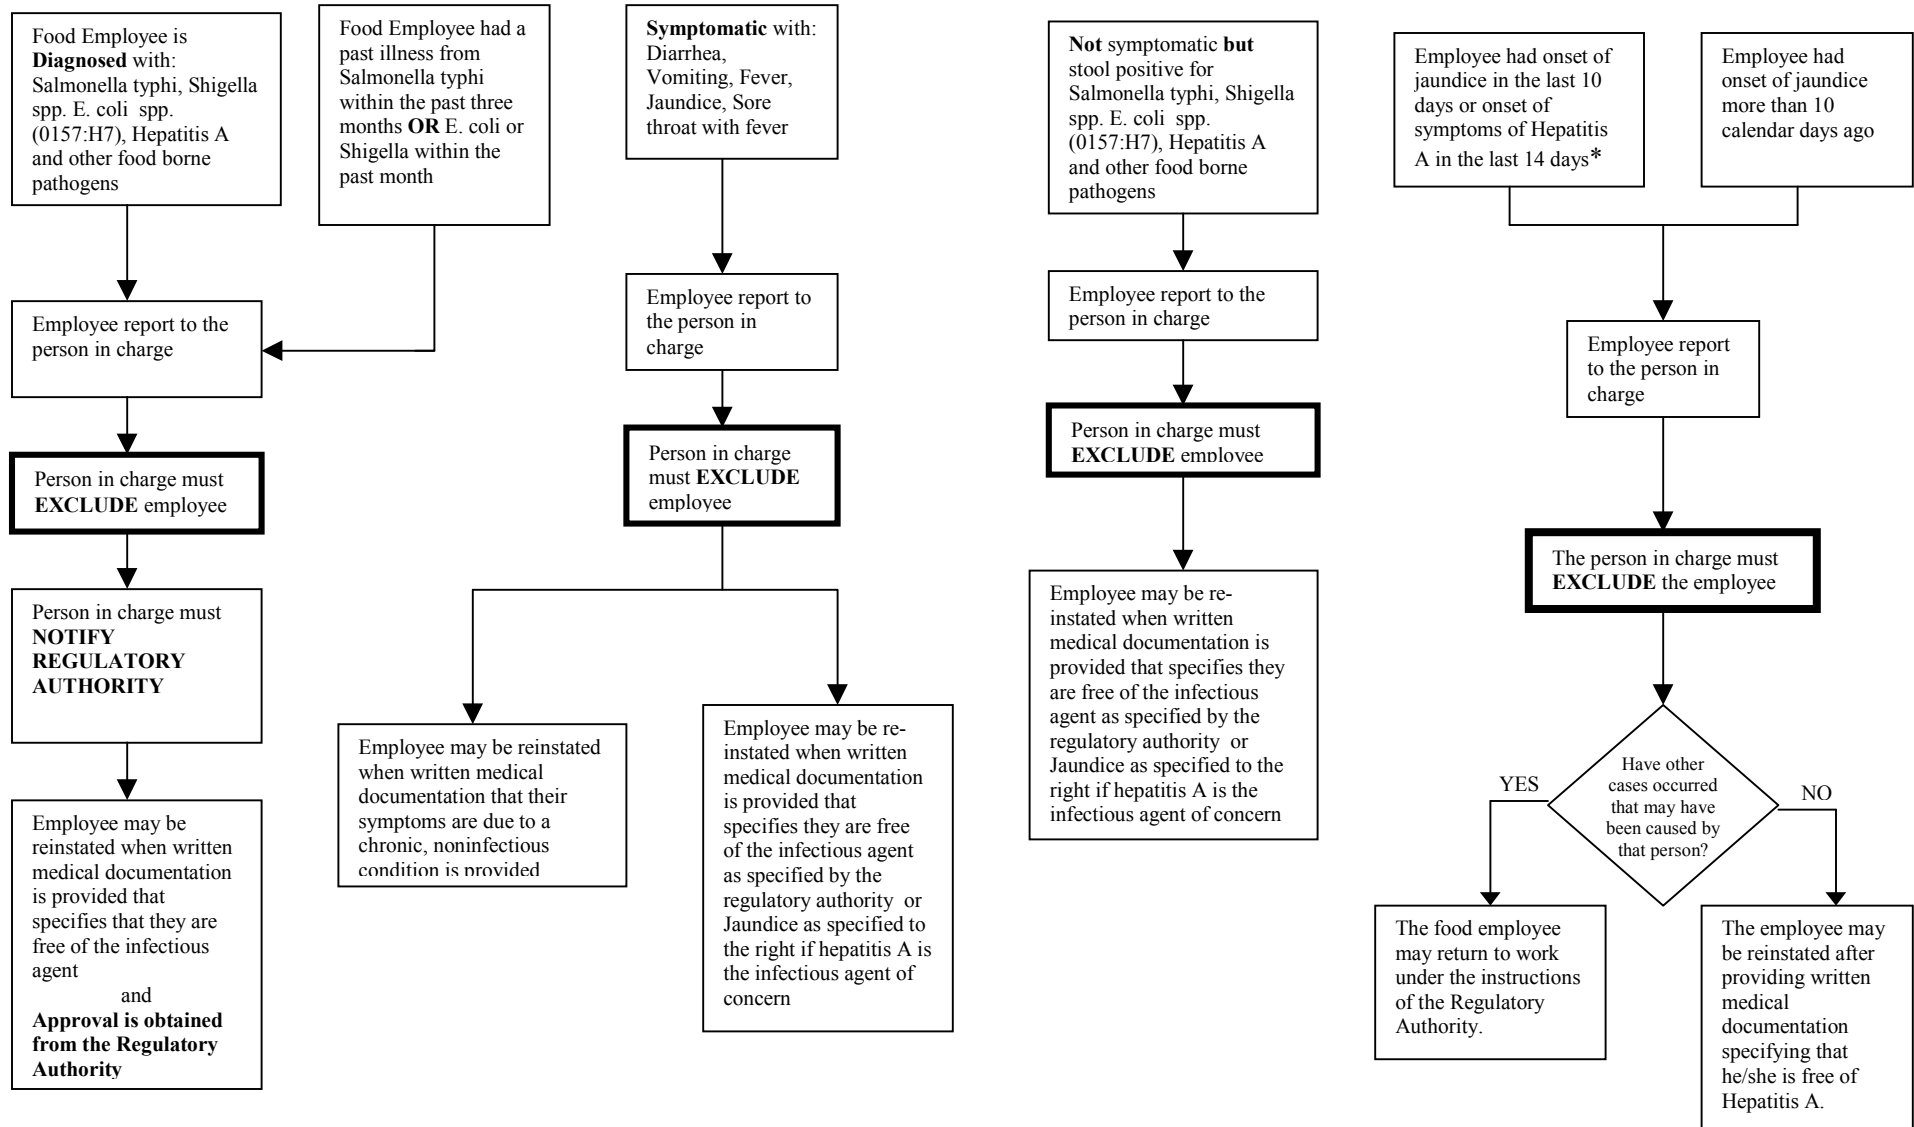 Food Employee is
Diagnosed with:
Salmonella typhi, Shigella
spp. E. coli spp.
(0157:H7), Hepatitis A
and other food borne
pathogens
Food Employee had a
past illness from
Salmonella typhi
within the past three
months OR E. coli or
Shigella within the
past month
Symptomatic with:
Diarrhea,
Vomiting, Fever,
Jaundice, Sore
throat with fever
Not symptomatic but
stool positive for
Salmonella typhi, Shigella
spp. E. coli spp.
(0157:H7), Hepatitis A
and other food borne
pathogens
Employee had onset of
jaundice in the last 10
days or onset of
symptoms of Hepatitis
A in the last 14 days*
Employee had
onset of jaundice
more than 10
calendar days ago
Employee report to the
person in charge
Employee report to
the person in
charge
Employee report to the
person in charge
Employee report
to the person in
charge
Person in charge must
EXCLUDE employee
Person in charge
must EXCLUDE
employee
Person in charge must
EXCLUDE employee
The person in charge must
EXCLUDE the employee
Person in charge must
NOTIFY
REGULATORY
AUTHORITY
Employee may be
reinstated when written
medical documentation
is provided that
specifies that they are
free of the infectious
agent
and
Approval is obtained
from the Regulatory
Authority
Employee may be reinstated
when written medical
documentation that their
symptoms are due to a
chronic, noninfectious
condition is provided
Employee may be re-
instated when written
medical documentation
is provided that
specifies they are free
of the infectious agent
as specified by the
regulatory authority or
Jaundice as specified to
the right if hepatitis A is
the infectious agent of
concern
Employee may be re-
instated when written
medical documentation is
provided that specifies they
are free of the infectious
agent as specified by the
regulatory authority or
Jaundice as specified to the
right if hepatitis A is the
infectious agent of concern
Have other
cases occurred
that may have
been caused by
that person?
YES
NO
The food employee
may return to work
under the instructions
of the Regulatory
Authority.
The employee may
be reinstated after
providing written
medical
documentation
specifying that
he/she is free of
Hepatitis A.